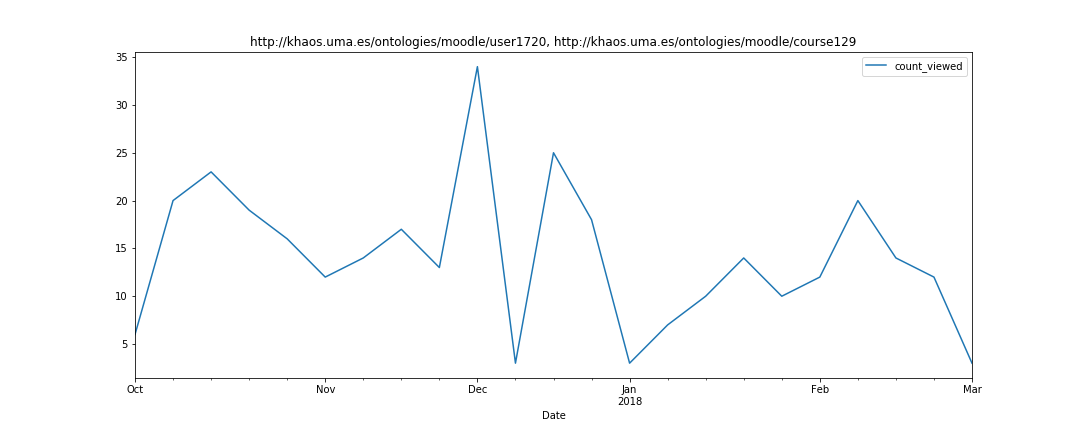 http://khaos.uma.es/ontologies/moodle/user1720, http://khaos.uma.es/ontologies/moodle/course129
count_viewed
35
30
25
20
15
10
5
Oct
Nov
Dec
Jan
2018
Feb
Mar
Date